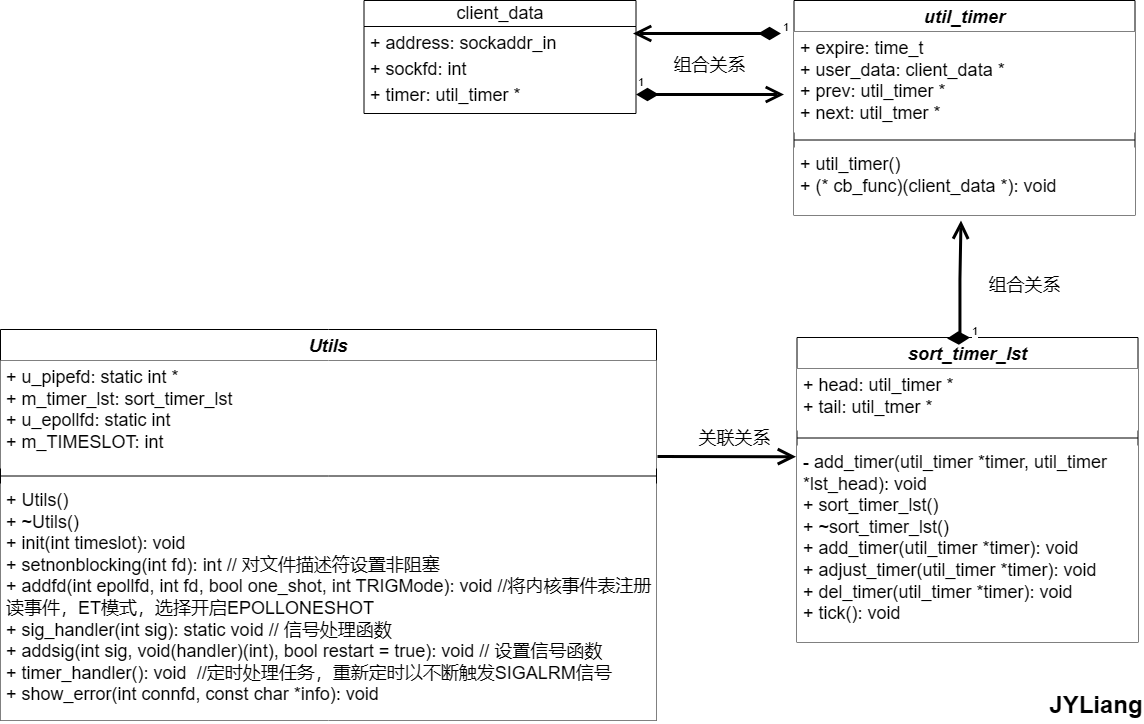 client_data
+ address: sockaddr_in
+ sockfd: int
+ timer: util_timer *
1
组合关系
1
util_timer
+ expire: time_t
+ user_data: client_data *
+ prev: util_timer *
+ next: util_tmer *
+ util_timer()
+ (* cb_func)(client_data *): void
组合关系
1
Utils
+ u_pipefd: static int *
+ m_timer_lst: sort_timer_lst
+ u_epollfd: static int
+ m_TIMESLOT: int
+ Utils()
+ ~Utils()
+ init(int timeslot): void
+ setnonblocking(int fd): int // 对文件描述符设置非阻塞
+ addfd(int epollfd, int fd, bool one_shot, int TRIGMode): void //将内核事件表注册
读事件，ET模式，选择开启EPOLLONESHOT
+ sig_handler(int sig): static void // 信号处理函数
+ addsig(int sig, void(handler)(int), bool restart = true): void // 设置信号函数
+ timer_handler(): void  //定时处理任务，重新定时以不断触发SIGALRM信号
+ show_error(int connfd, const char *info): void
关联关系
sort_timer_lst
+ head: util_timer *
+ tail: util_tmer *
- add_timer(util_timer *timer, util_timer
*lst_head): void
+ sort_timer_lst()
+ ~sort_timer_lst()
+ add_timer(util_timer *timer): void
+ adjust_timer(util_timer *timer): void
+ del_timer(util_timer *timer): void
+ tick(): void
JYLiang